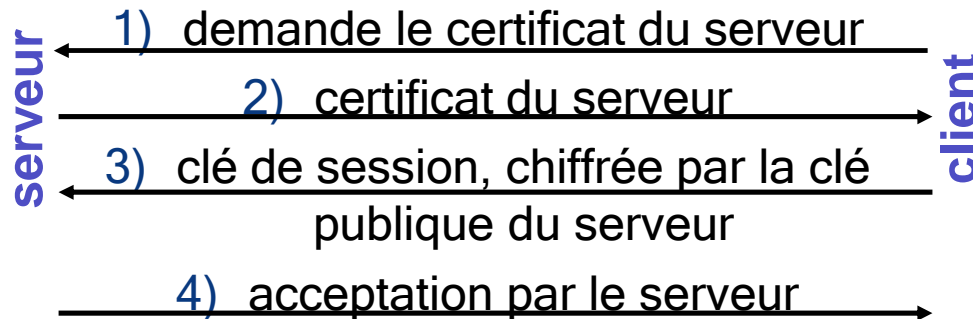 serveur
1) demande le certificat du serveur
2) certificat du serveur
3) clé de session, chiffrée par la clé
publique du serveur
4) acceptation par le serveur
client